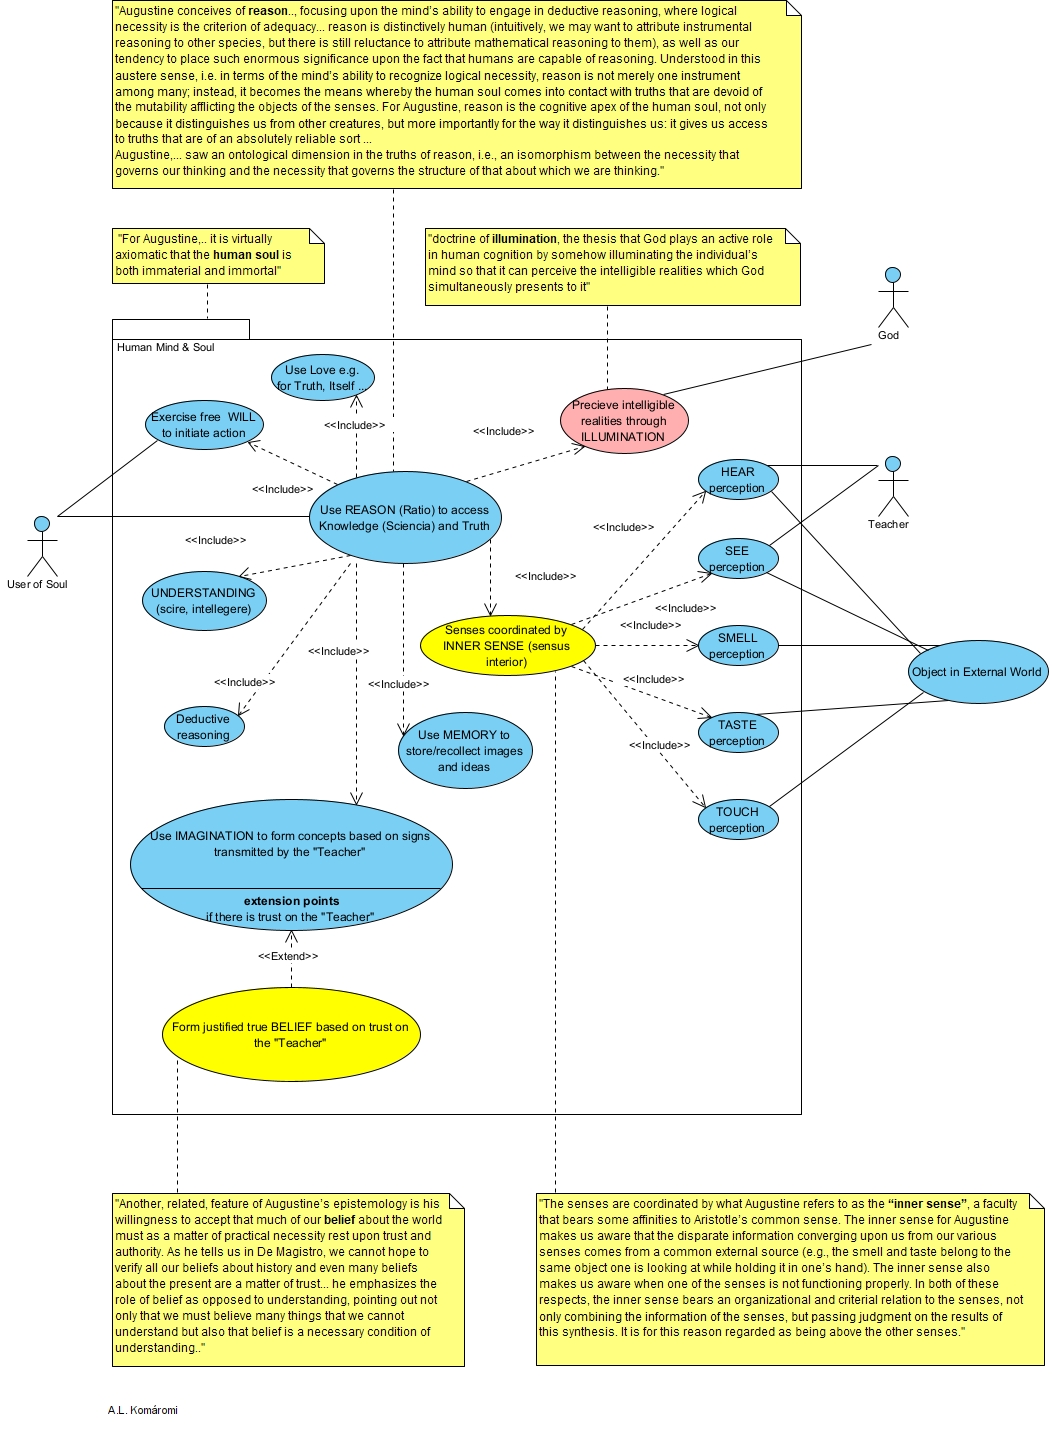 "Augustine conceives of reason.., focusing upon the mind's ability to engage in deductive reasoning, where logical
necessity is the criterion of adequacy... reason is distinctively human (intuitively, we may want to attribute instrumental
reasoning to other species, but there is still reluctance to attribute mathematical reasoning to them), as well as our
tendency to place such enormous significance upon the fact that humans are capable of reasoning. Understood in this
austere sense, i.e. in terms of the mind's ability to recognize logical necessity, reason is not merely one instrument
among many; instead, it becomes the means whereby the human soul comes into contact with truths that are devoid of
the mutability afflicting the objects of the senses. For Augustine, reason is the cognitive apex of the human soul, not only
because it distinguishes us from other creatures, but more importantly for the way it distinguishes us: it gives us access
to truths that are of an absolutely reliable sort ...
Augustine,... saw an ontological dimension in the truths of reason, i.e., an isomorphism between the necessity that
governs our thinking and the necessity that governs the structure of that about which we are thinking."
"For Augustine,.. it is virtually
axiomatic that the human soul is
both immaterial and immortal"
"doctrine of illumination, the thesis that God plays an active role
in human cognition by somehow illuminating the individual's
mind so that it can perceive the intelligible realities which God
simultaneously presents to it"
God
Human Mind & Soul
Use Love e.g.
for Truth, Itself ...
Exercise free WILL
to initiate action
<<Include>>
<<Include>>
Precieve intelligible
realities through
ILLUMINATION
HEAR
perception
<<Include>>
Use REASON (Ratio) to access
Knowledge (Sciencia) and Truth
<<Include>>
Teacher
<<Include>>
SEE
perception
User of Soul
<<Include>>
UNDERSTANDING
(scire, intellegere)
<<Include>>
<<Include>>
Senses coordinated by
INNER SENSE (sensus
interior)
SMELL
perception
<<Include>>
Object in External World
<<Include>>
<<Include>>
<<Include>>
Deductive
reasoning
Use MEMORY to
store/recollect images
and ideas
TASTE
perception
<<Include>>
TOUCH
perception
Use IMAGINATION to form concepts based on signs
transmitted by the "Teacher"
extension points
if there is trust on the "Teacher"
<<Extend>>
Form justified true BELIEF based on trust on
the "Teacher"
"Another, related, feature of Augustine's epistemology is his
willingness to accept that much of our belief about the world
must as a matter of practical necessity rest upon trust and
authority. As he tells us in De Magistro, we cannot hope to
verify all our beliefs about history and even many beliefs
about the present are a matter of trust... he emphasizes the
role of belief as opposed to understanding, pointing out not
only that we must believe many things that we cannot
understand but also that belief is a necessary condition of
understanding.."
"The senses are coordinated by what Augustine refers to as the “inner sense”, a faculty
that bears some affinities to Aristotle's common sense. The inner sense for Augustine
makes us aware that the disparate information converging upon us from our various
senses comes from a common external source (e.g., the smell and taste belong to the
same object one is looking at while holding it in one's hand). The inner sense also
makes us aware when one of the senses is not functioning properly. In both of these
respects, the inner sense bears an organizational and criterial relation to the senses, not
only combining the information of the senses, but passing judgment on the results of
this synthesis. It is for this reason regarded as being above the other senses."
A.L. Komáromi